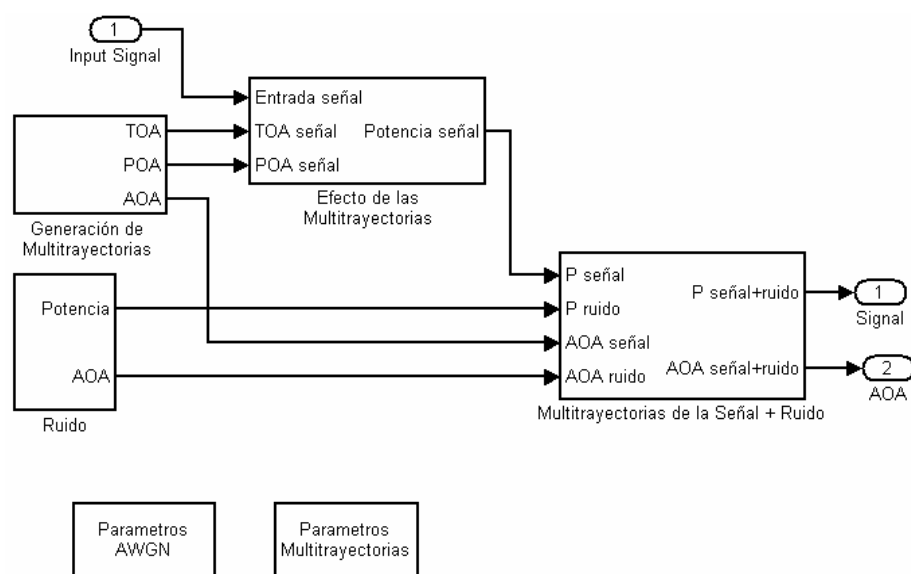 1
Input Signal
Entrada señal
TOA señal
POA señal
Potencia señal
Efecto de las
Multitrayectorias
TOA
POA
AOA
Generación de
Multitrayectorias
Potencia
AOA
Ruido
P señal
P ruido
AOA señal
AOA ruido
P señal+ruido
AOA señal+ruido
Multitrayectorias de la Señal + Ruido
1
Signal
2
AOA
Parametros
AWGN
Parametros
Multitrayectorias